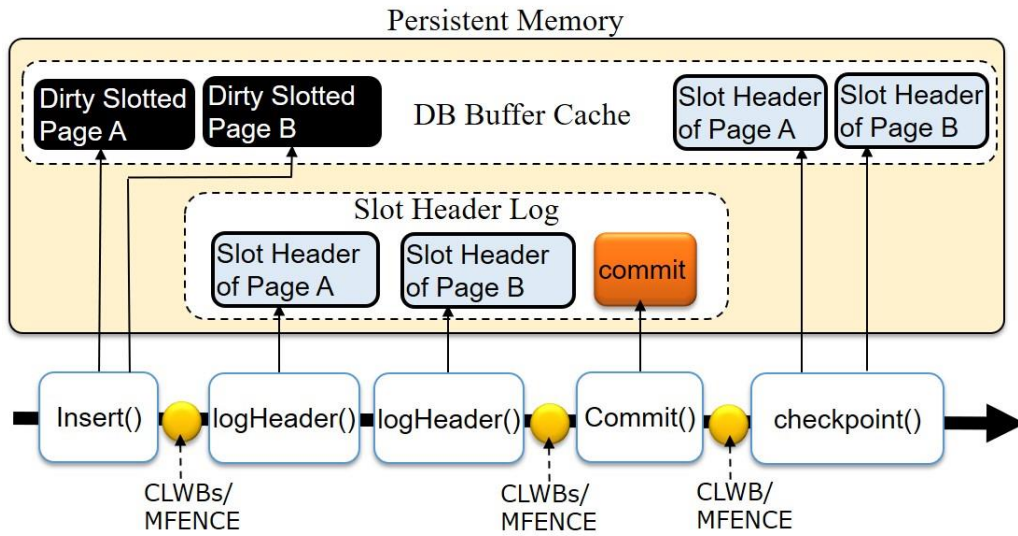 Persistent Memory
Dirty Slotted
Page A
Dirty Slotted
Page B
DB Buffer Cache
Slot Header
of Page A
Slot Header
of Page B
Slot Header Log
Slot Header
of Page A
Slot Header
of Page B
commit
Insert()
logHeader()
logHeader()
Commit()
checkpoint()
CLWBs/
MFENCE
CLWBs/
MFENCE
CLWB/
MFENCE